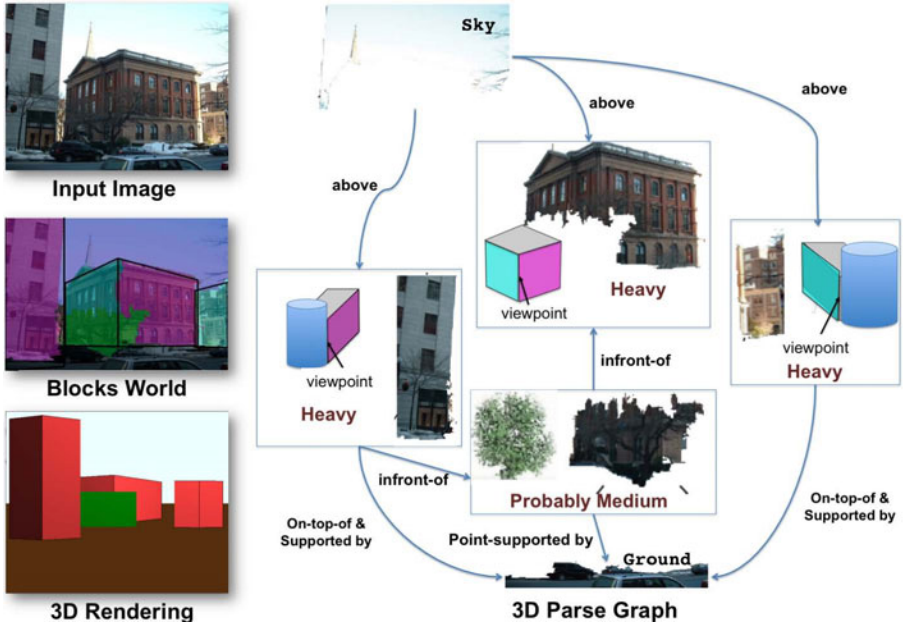 Sky
above
above
above
Input Image
viewpoint
Heavy
viewpoint
Heavy
viewpoint
Heavy
Blocks World
infront-of
infront-of
Probably Medium
On-top-of &
Supported by
On-top-of &
Supported by
Point-supported by
Ground
3D Rendering
3D Parse Graph